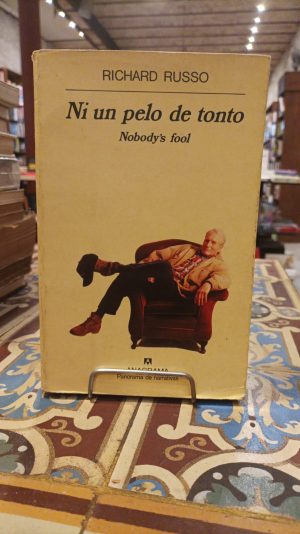 RICHARD RUSSO
Ni un pelo de tonto
Nobody's fool
ANAGRAMA
Panorama de narrativas